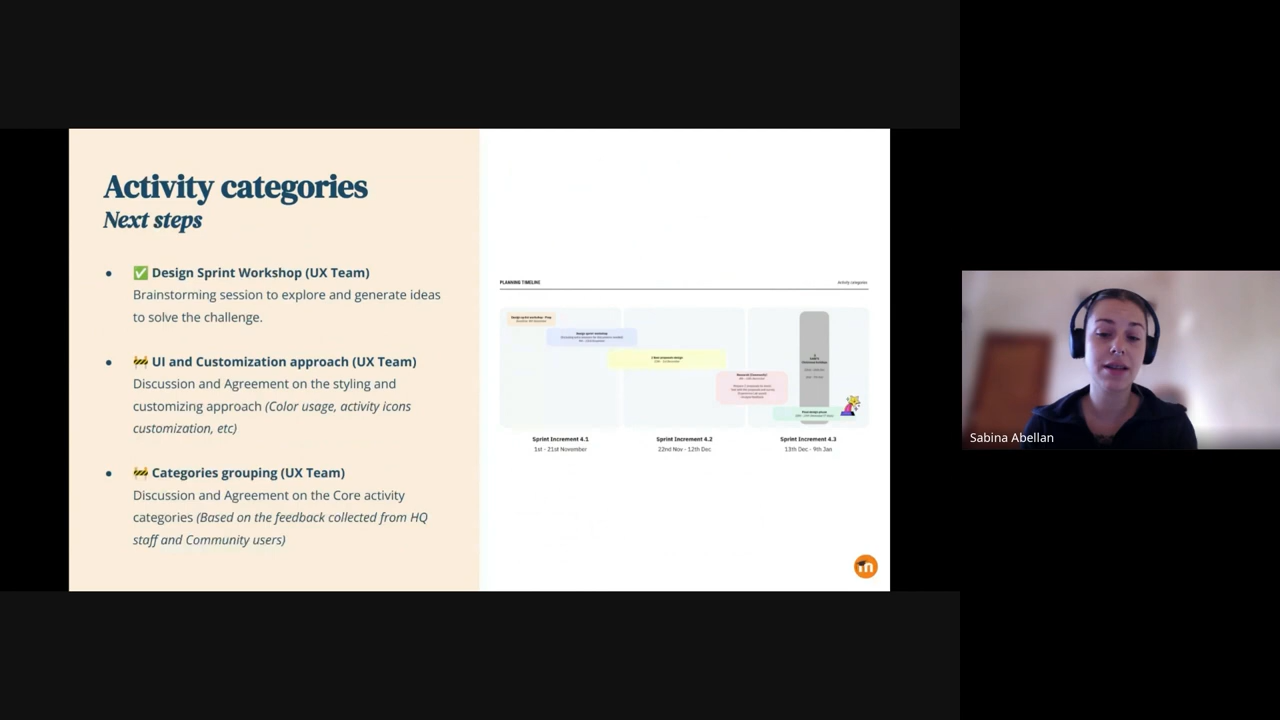 Activity categories
Next steps
● ✅ Design Sprint Workshop (UX Team)
Brainstorming session to explore and generate ideas
to solve the challenge.
● 🚧 UI and Customization approach (UX Team)
Discussion and Agreement on the styling and
customizing approach (Color usage, activity icons
customization, etc)
● 🚧 Categories grouping (UX Team)
Discussion and Agreement on the Core activity
categories (Based on the feedback collected from HQ
staff and Community users)
PLANNING TIMELINE
Activity categories
Design sprint workshop
Sprint Increment 4.1
1st - 21st November
Sprint Increment 4.2
22nd Nov - 12th Dec
Sprint Increment 4.3
13th Dec - 9th Jan
m
Sabina Abellan